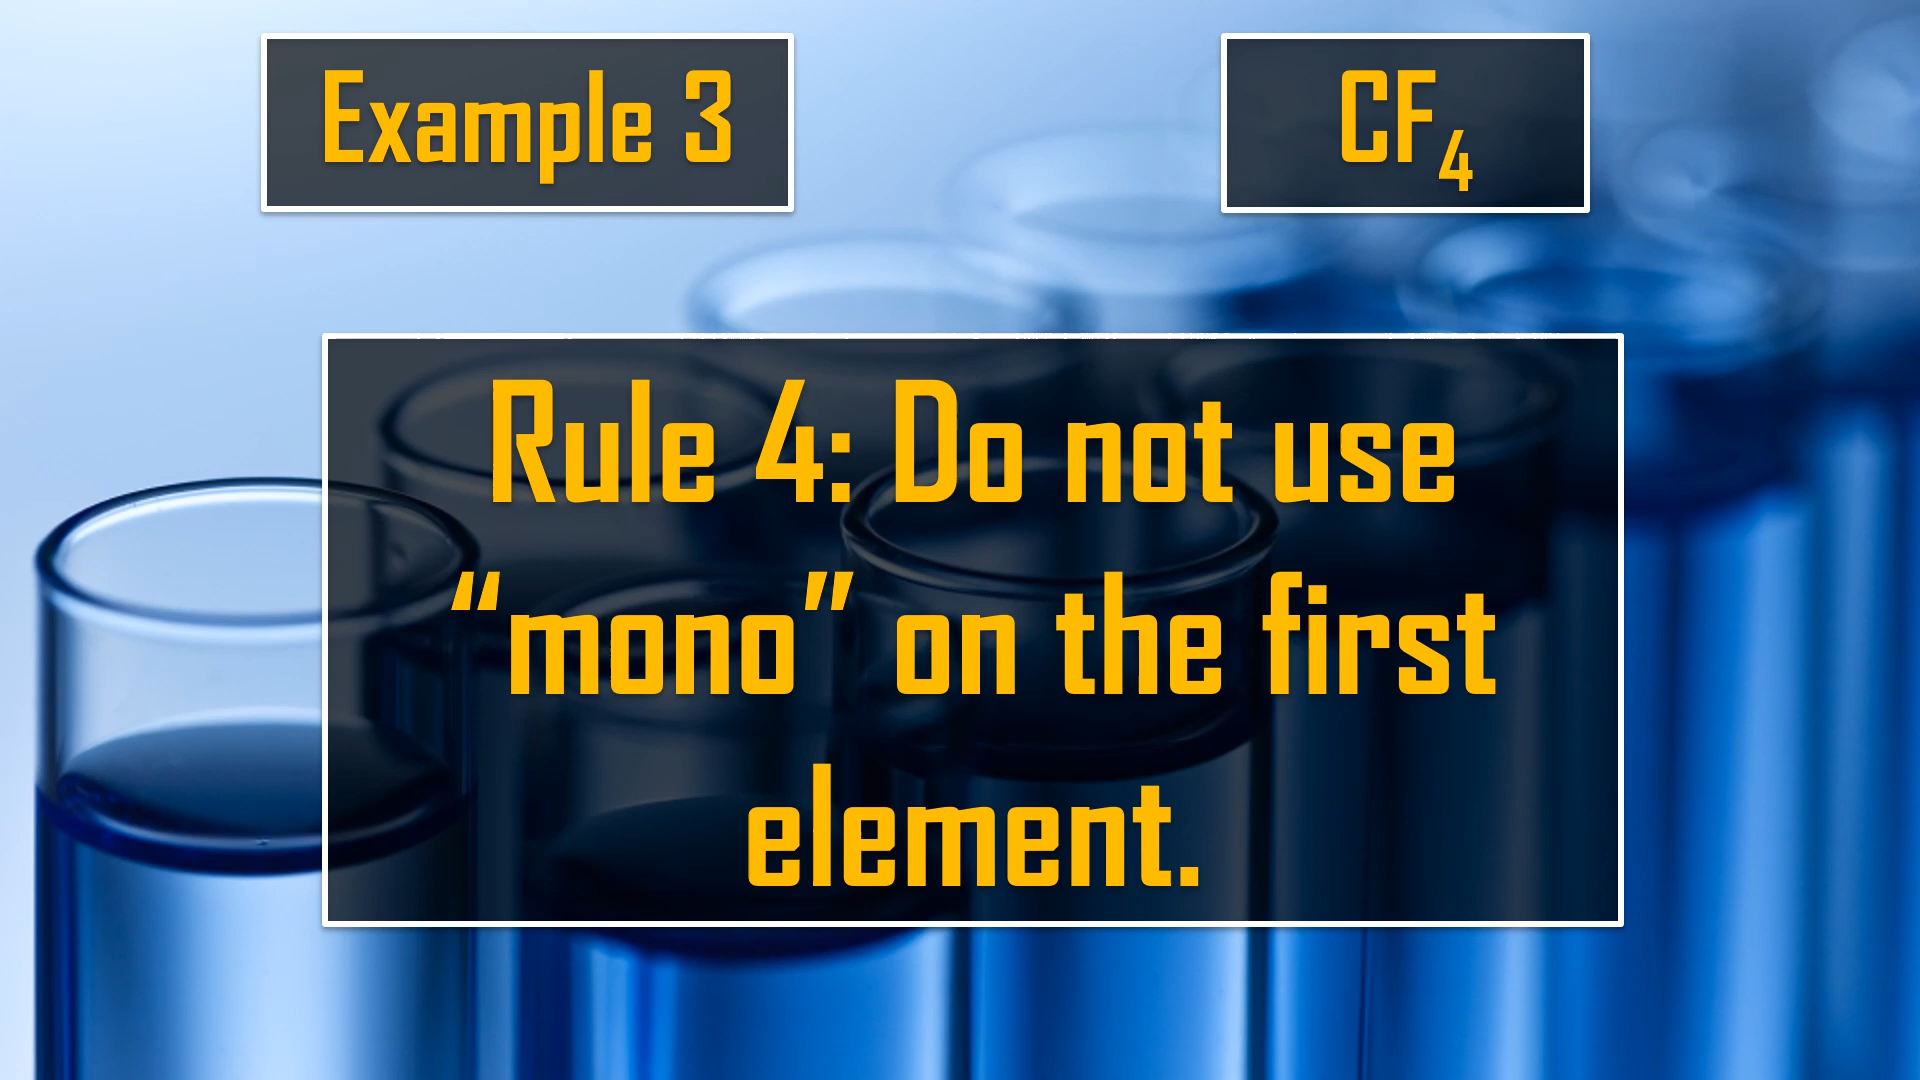 Example 3
CF₄
Rule 4: Do not use
“mono” on the first
element.